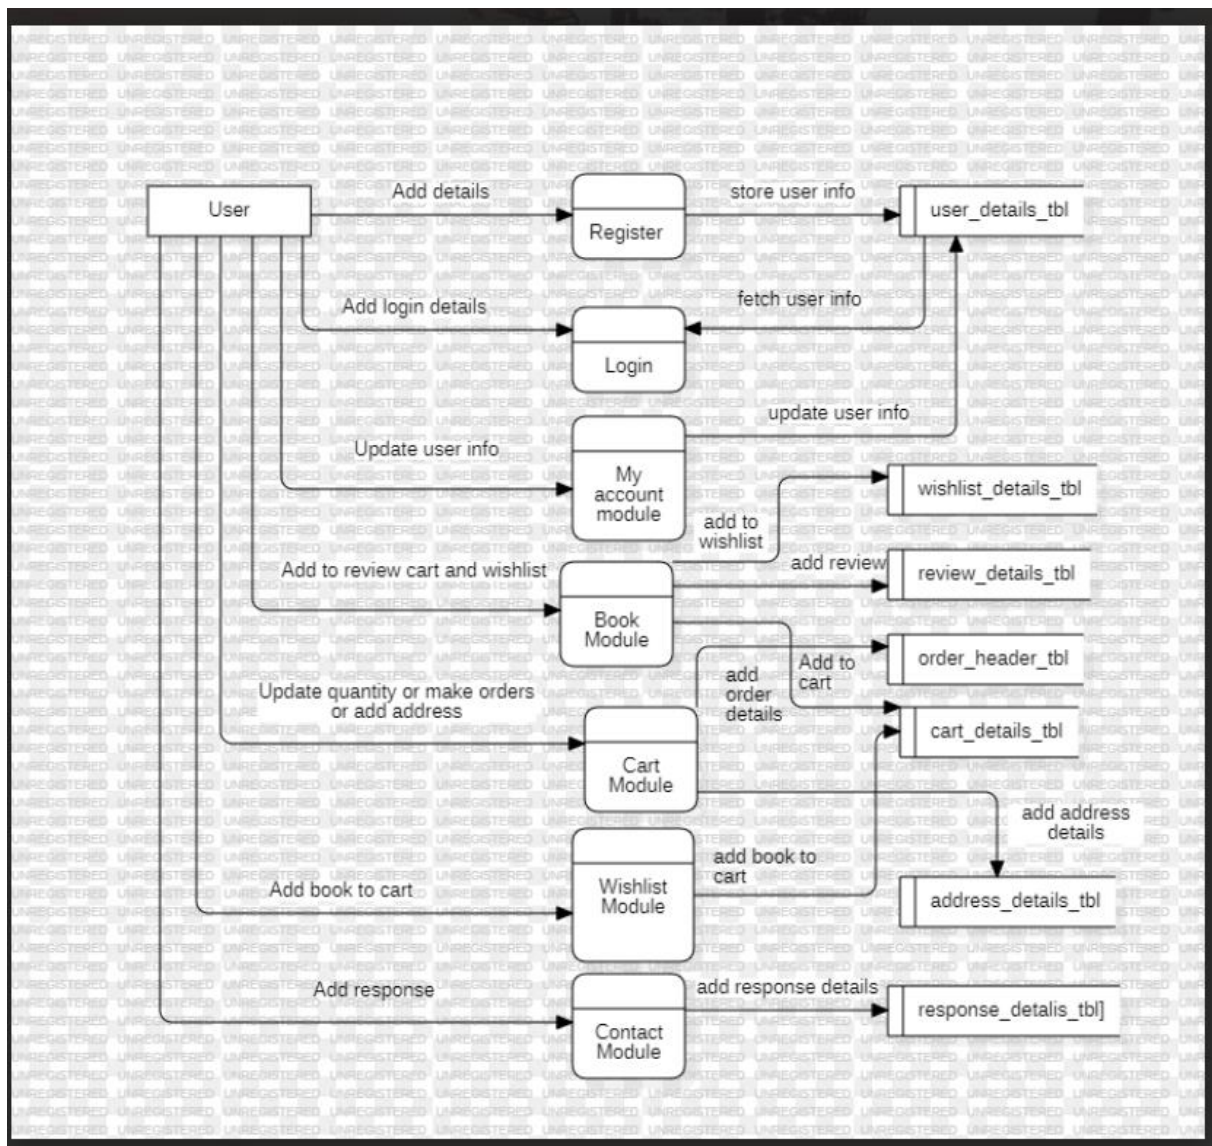 User
Add details
Register
store user info
user_details_tbl
Add login details
fetch user info
Login
Update user info
My
account
module
update user info
add to
wishlist
wishlist_details_tbl
Add to review cart and wishlist
Book
Module
add review
review_details_tbl
Add to
cart
order_header_tbl
Update quantity or make orders
or add address
add
order
details
cart_details_tbl
Cart
Module
add address
details
Add book to cart
Wishlist
Module
add book to
cart
address_details_tbl
Add response
Contact
Module
add response details
response_detalis_tbl]
UNREGISTERED